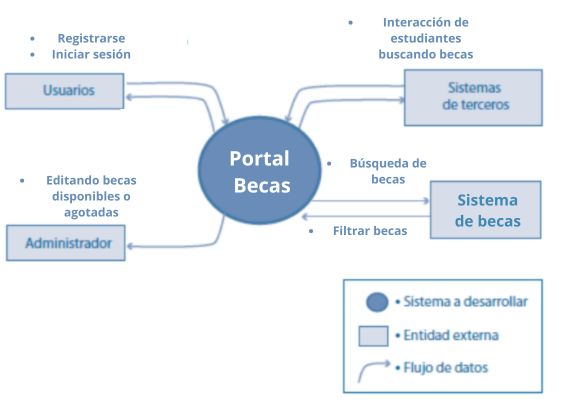 • Registrarse
• Iniciar sesión
Usuarios
• Interacción de
estudiantes
buscando becas
Sistemas
de terceros
Portal
Becas
• Editando becas
disponibles o
agotadas
Administrador
• Búsqueda de
becas
• Filtrar becas
Sistema
de becas
• Sistema a desarrollar
• Entidad externa
• Flujo de datos